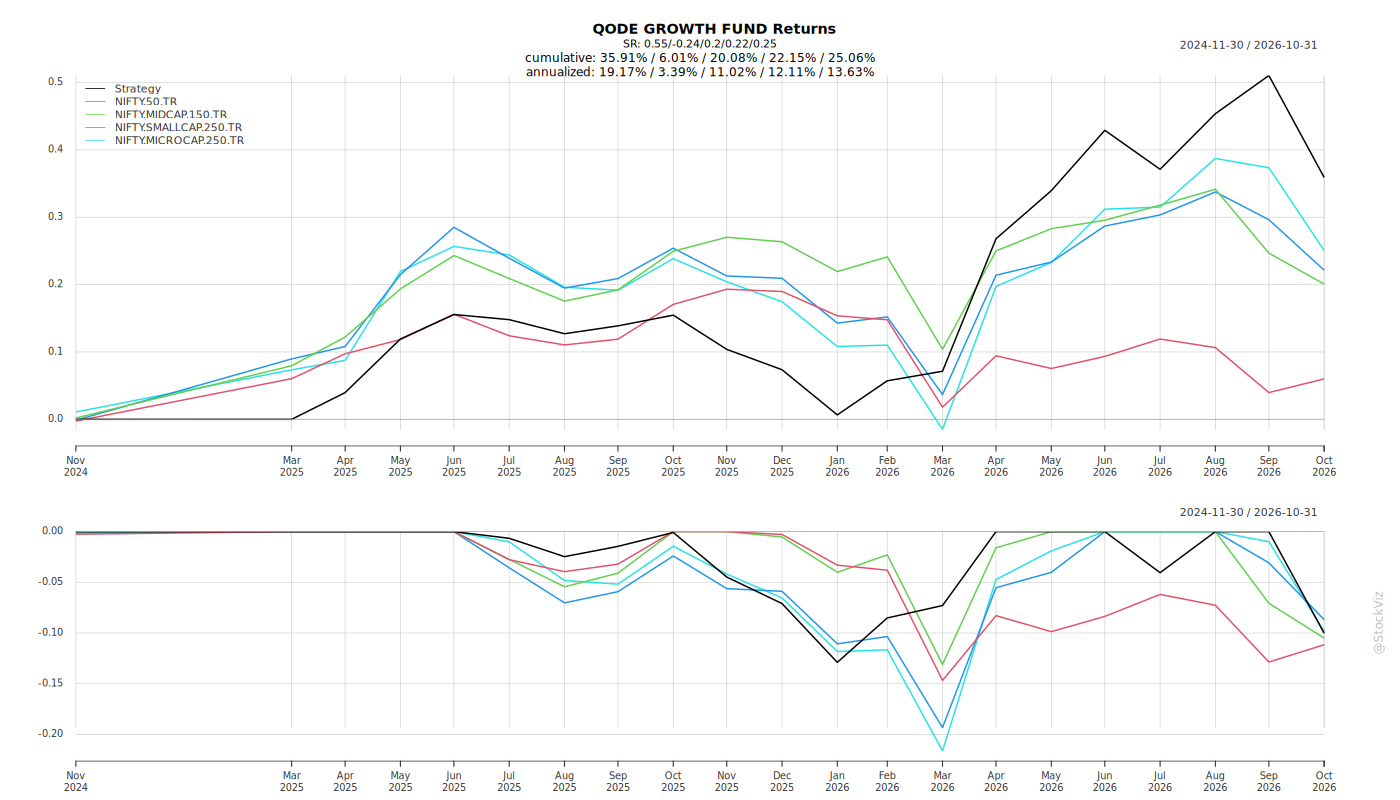 QODE GROWTH FUND Returns
SR: 0.55/-0.24/0.2/0.22/0.25
cumulative: 35.91% / 6.01% / 20.08% / 22.15% / 25.06%
annualized: 19.17% / 3.39% / 11.02% / 12.11% / 13.63%
2024-11-30 / 2026-10-31
0.5
0.4
0.3
0.2
0.1
0.0
Strategy
NIFTY.50.TR
NIFTY.MIDCAP.150.TR
NIFTY.SMALLCAP.250.TR
NIFTY.MICROCAP.250.TR
Nov Mar Apr May Jun Jul Aug Sep Oct Nov Dec Jan Feb Mar Apr May Jun Jul Aug Sep Oct
2024 2025 2025 2025 2025 2025 2025 2025 2025 2025 2025 2026 2026 2026 2026 2026 2026 2026 2026 2026 2026
2024-11-30 / 2026-10-31
0.00
-0.05
-0.10
-0.15
-0.20
Nov Mar Apr May Jun Jul Aug Sep Oct Nov Dec Jan Feb Mar Apr May Jun Jul Aug Sep Oct
2024 2025 2025 2025 2025 2025 2025 2025 2025 2025 2025 2026 2026 2026 2026 2026 2026 2026 2026 2026 2026
@StockViz